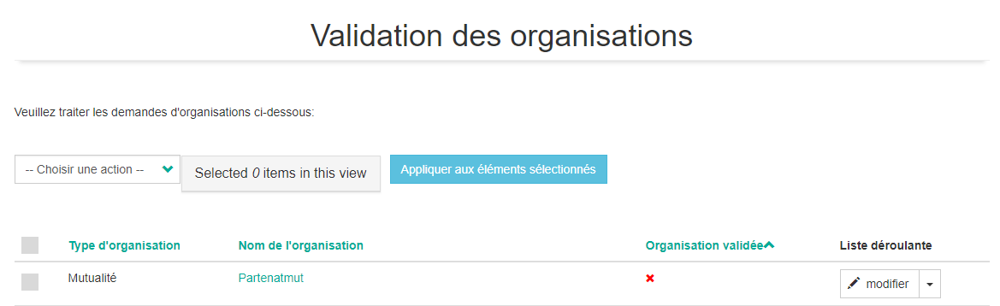 Validation des organisations
Veuillez traiter les demandes d'organisations ci-dessous:
-- Choisir une action -- Selected 0 items in this view Appliquer aux éléments sélectionnés
Type d'organisation Nom de l'organisation Organisation validée Liste déroulante
Mutualité Partenatmut modifier